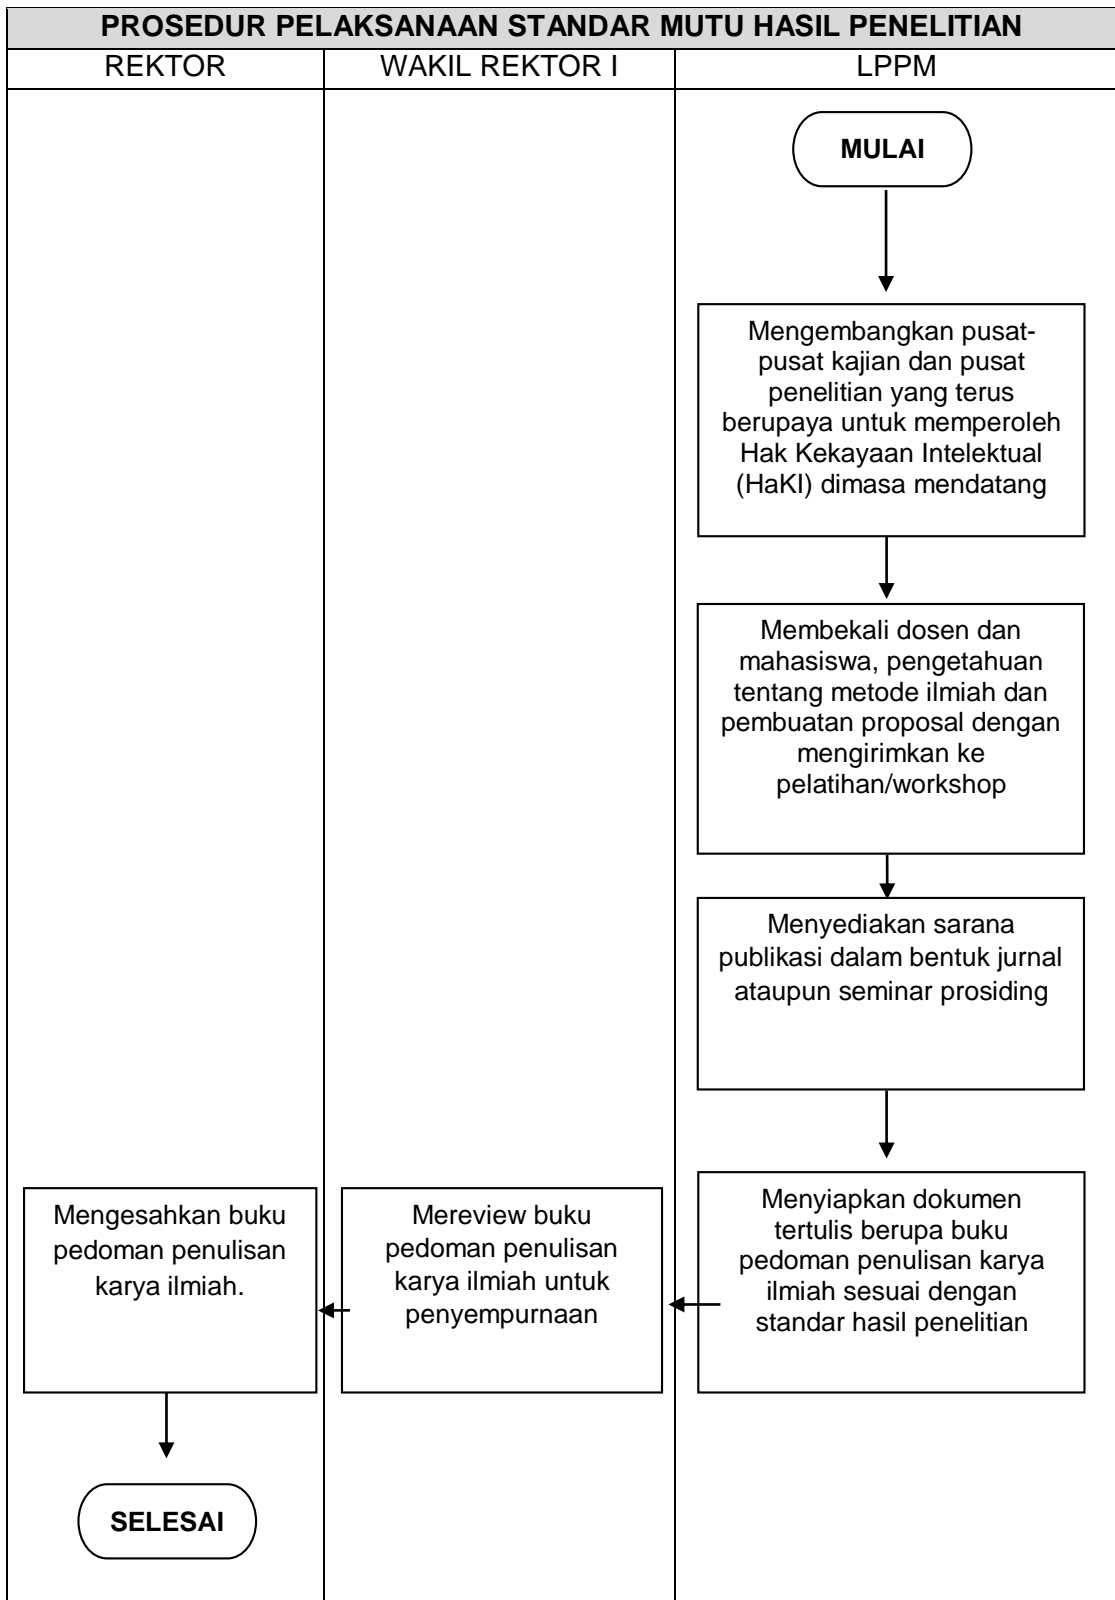 PROSEDUR PELAKSANAAN STANDAR MUTU HASIL PENELITIAN
REKTOR
WAKIL REKTOR I
LPPM
MULAI
Mengembangkan pusat-
pusat kajian dan pusat
penelitian yang terus
berupaya untuk memperoleh
Hak Kekayaan Intelektual
(HaKI) dimasa mendatang
Membekali dosen dan
mahasiswa, pengetahuan
tentang metode ilmiah dan
pembuatan proposal dengan
mengirimkan ke
pelatihan/workshop
Menyediakan sarana
publikasi dalam bentuk jurnal
ataupun seminar prosiding
Menyiapkan dokumen
tertulis berupa buku
pedoman penulisan karya
ilmiah sesuai dengan
standar hasil penelitian
Mereview buku
pedoman penulisan
karya ilmiah untuk
penyempurnaan
Mengesahkan buku
pedoman penulisan
karya ilmiah.
SELESAI